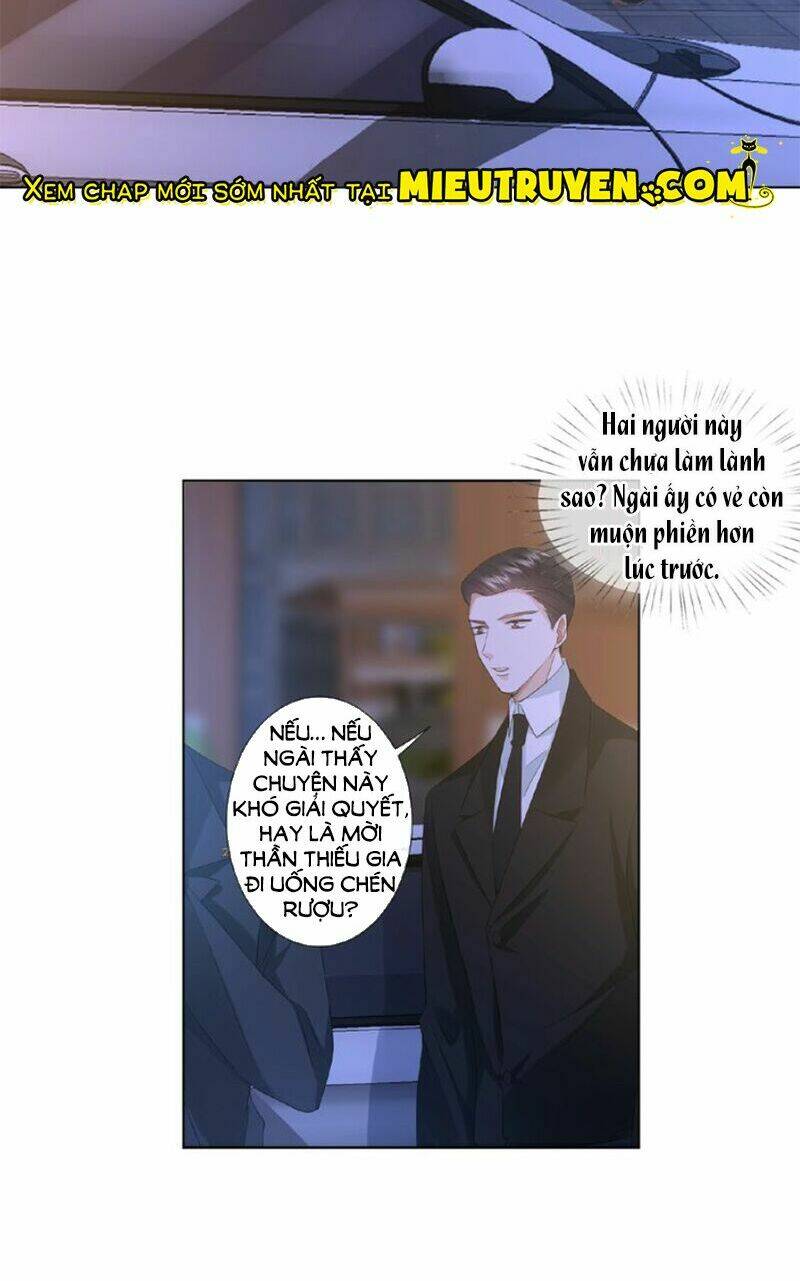 XEM CHAP MỚI SỚM NHẤT TẠI MIEUTRUYEN.COM
Hai người này
vẫn chưa làm lành
sao? Ngài ấy có vẻ còn
muộn phiền hơn
lúc trước.
NẾU... NẾU
NGÀI THẤY
CHUYỆN NÀY
KHÓ GIẢI QUYẾT,
HAY LÀ MỜI
THẦN THIẾU GIA
ĐI UỐNG CHÉN
RƯỢU?